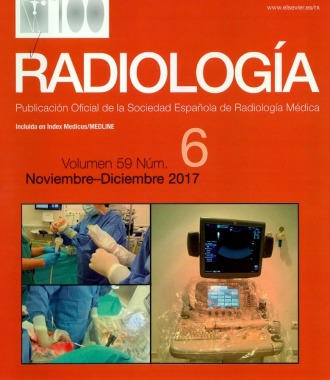 www.elsevier.es/rx
100
RADIOLOGÍA
Publicación Oficial de la Sociedad Española de Radiología Médica
Incluida en Index Medicus/MEDLINE
Volumen 59 Núm. 6
Noviembre–Diciembre 2017